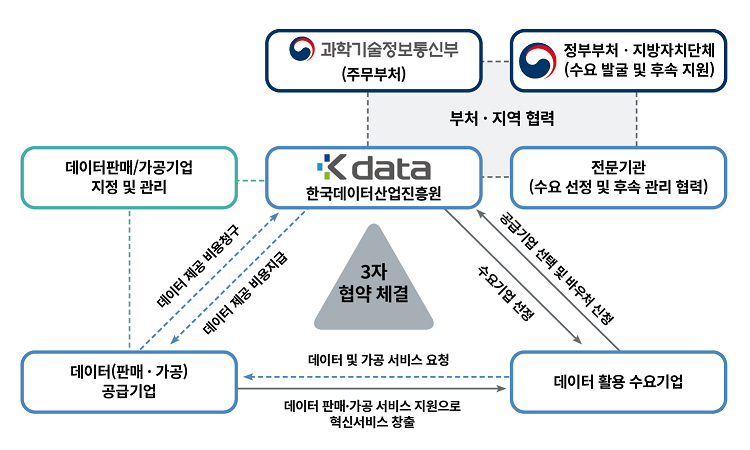 과학기술정보통신부
(주무부처)
정부부처 · 지방자치단체
(수요 발굴 및 후속 지원)
부처 · 지역 협력
데이터판매/가공기업
지정 및 관리
K data
한국데이터산업진흥원
전문기관
(수요 선정 및 후속 관리 협력)
데이터 제공 비용청구
데이터 제공 비용지급
3자
협약 체결
수요기업 선정
공급기업 선택 및 바우처 신청
데이터(판매 · 가공)
공급기업
데이터 및 가공 서비스 요청
데이터 판매·가공 서비스 지원으로
혁신서비스 창출
데이터 활용 수요기업